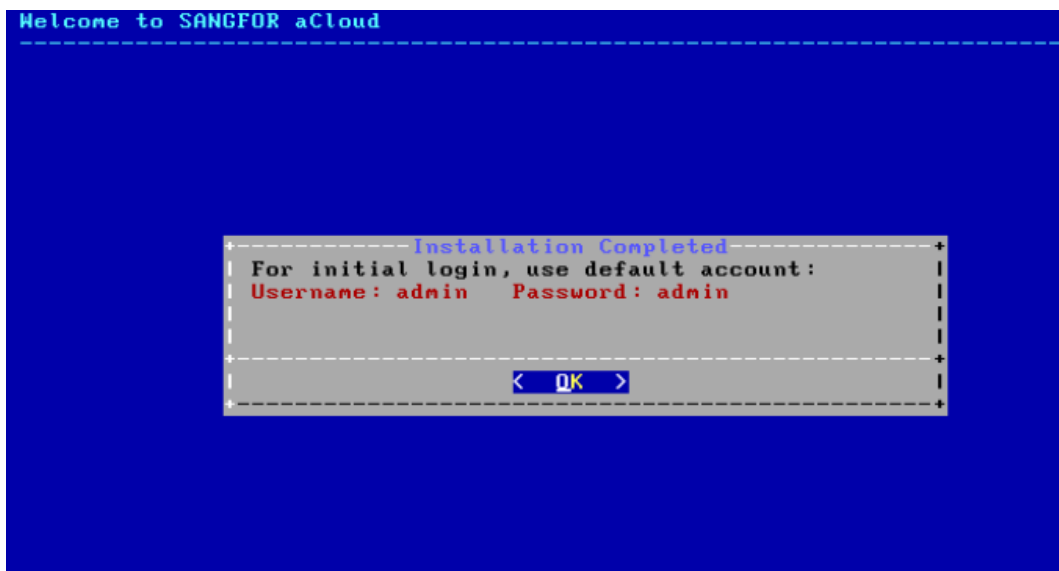 Welcome to SANGFOR aCloud
Installation Completed
For initial login, use default account:
Username: admin Password: admin
< OK >